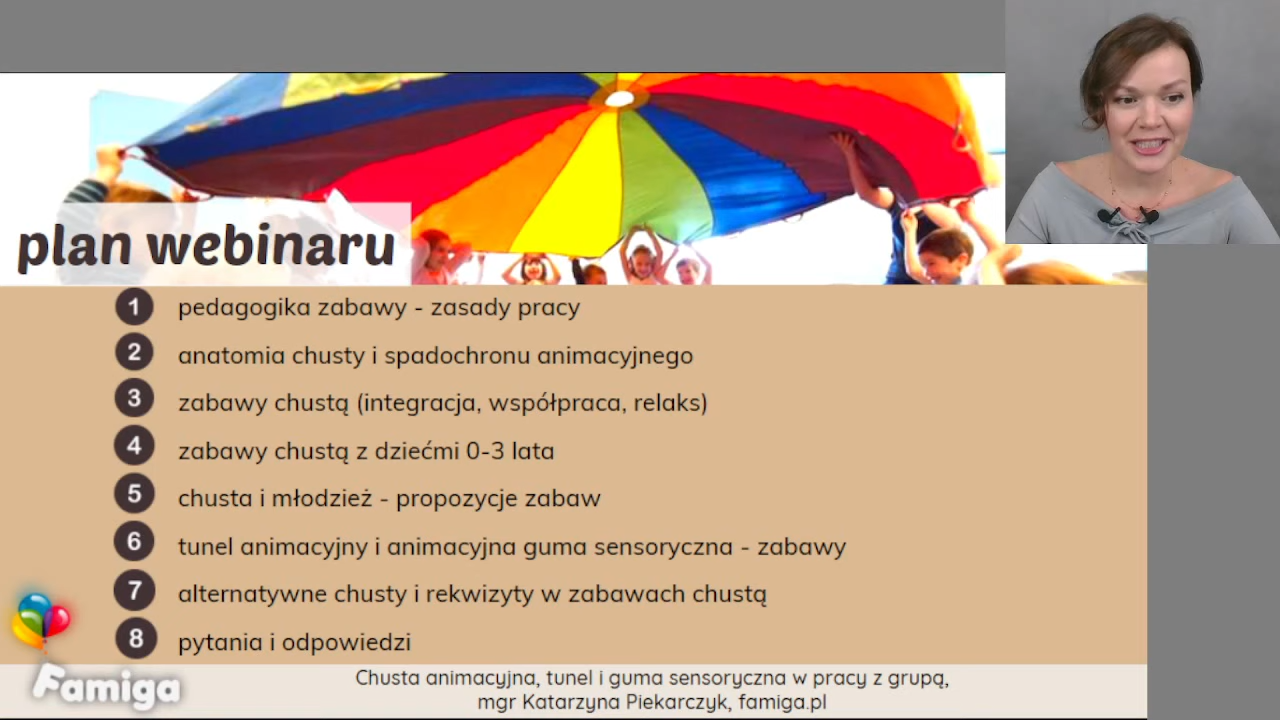 plan webinaru
1 pedagogika zabawy - zasady pracy
2 anatomia chusty i spadochronu animacyjnego
3 zabawy chustą (integracja, współpraca, relaks)
4 zabawy chustą z dziećmi 0-3 lata
5 chusta i młodzież - propozycje zabaw
6 tunel animacyjny i animacyjna guma sensoryczna - zabawy
7 alternatywne chusty i rekwizyty w zabawach chustą
8 pytania i odpowiedzi
Famiga
Chusta animacyjna, tunel i guma sensoryczna w pracy z grupą,
mgr Katarzyna Piekarczyk, famiga.pl